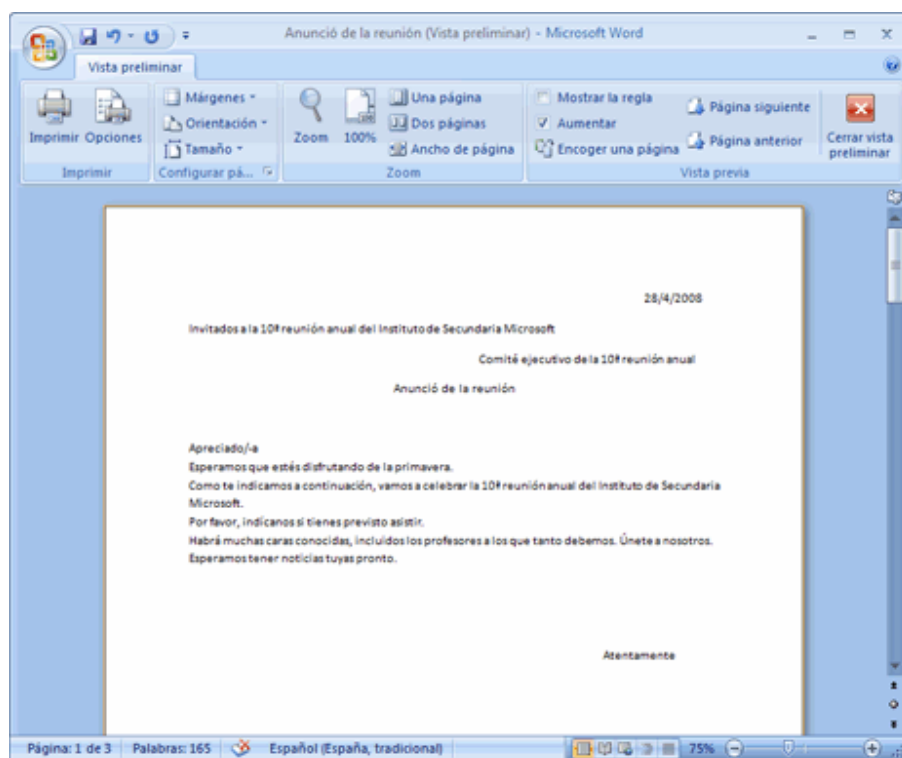 Anunció de la reunión (Vista preliminar) - Microsoft Word
Vista preliminar
Imprimir
Opciones
Márgenes
Orientación
Tamaño
Zoom
100%
Una página
Dos páginas
Ancho de página
Mostrar la regla
Aumentar
Encoger una página
Página siguiente
Página anterior
Cerrar vista
preliminar
Imprimir
Configurar pá...
Zoom
Vista previa
28/4/2008
Invitados a la 10ª reunión anual del Instituto de Secundaria Microsoft
Comité ejecutivo de la 10ª reunión anual
Anunció de la reunión
Apreciado/-a
Esperamos que estés disfrutando de la primavera.
Como te indicamos a continuación, vamos a celebrar la 10ª reunión anual del Instituto de Secundaria
Microsoft.
Por favor, indícanos si tienes previsto asistir.
Habrá muchas caras conocidas, incluidos los profesores a los que tanto debemos. Únete a nosotros.
Esperamos tener noticias tuyas pronto.
Atentamente
Página: 1 de 3
Palabras: 165
Español (España, tradicional)
75%